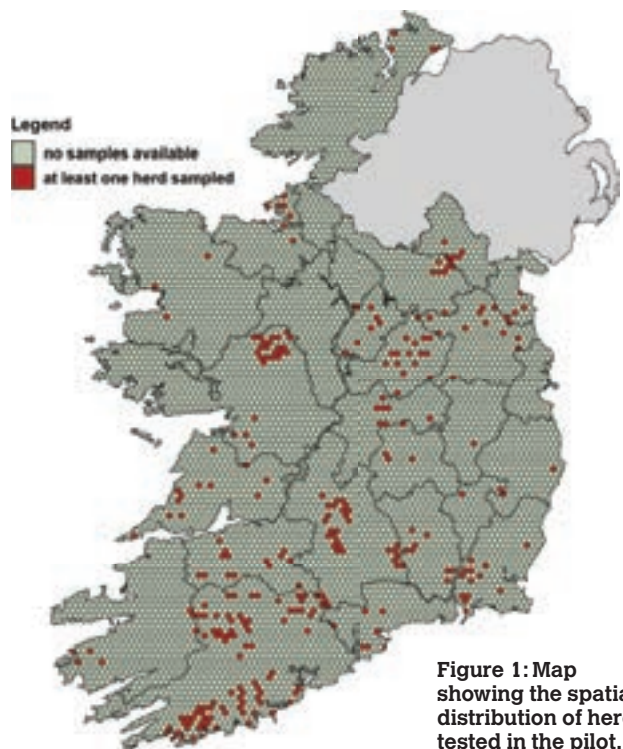 Legend
no samples available
at least one herd sampled
Figure 1: Map
showing the spatia
distribution of her
tested in the pilot.